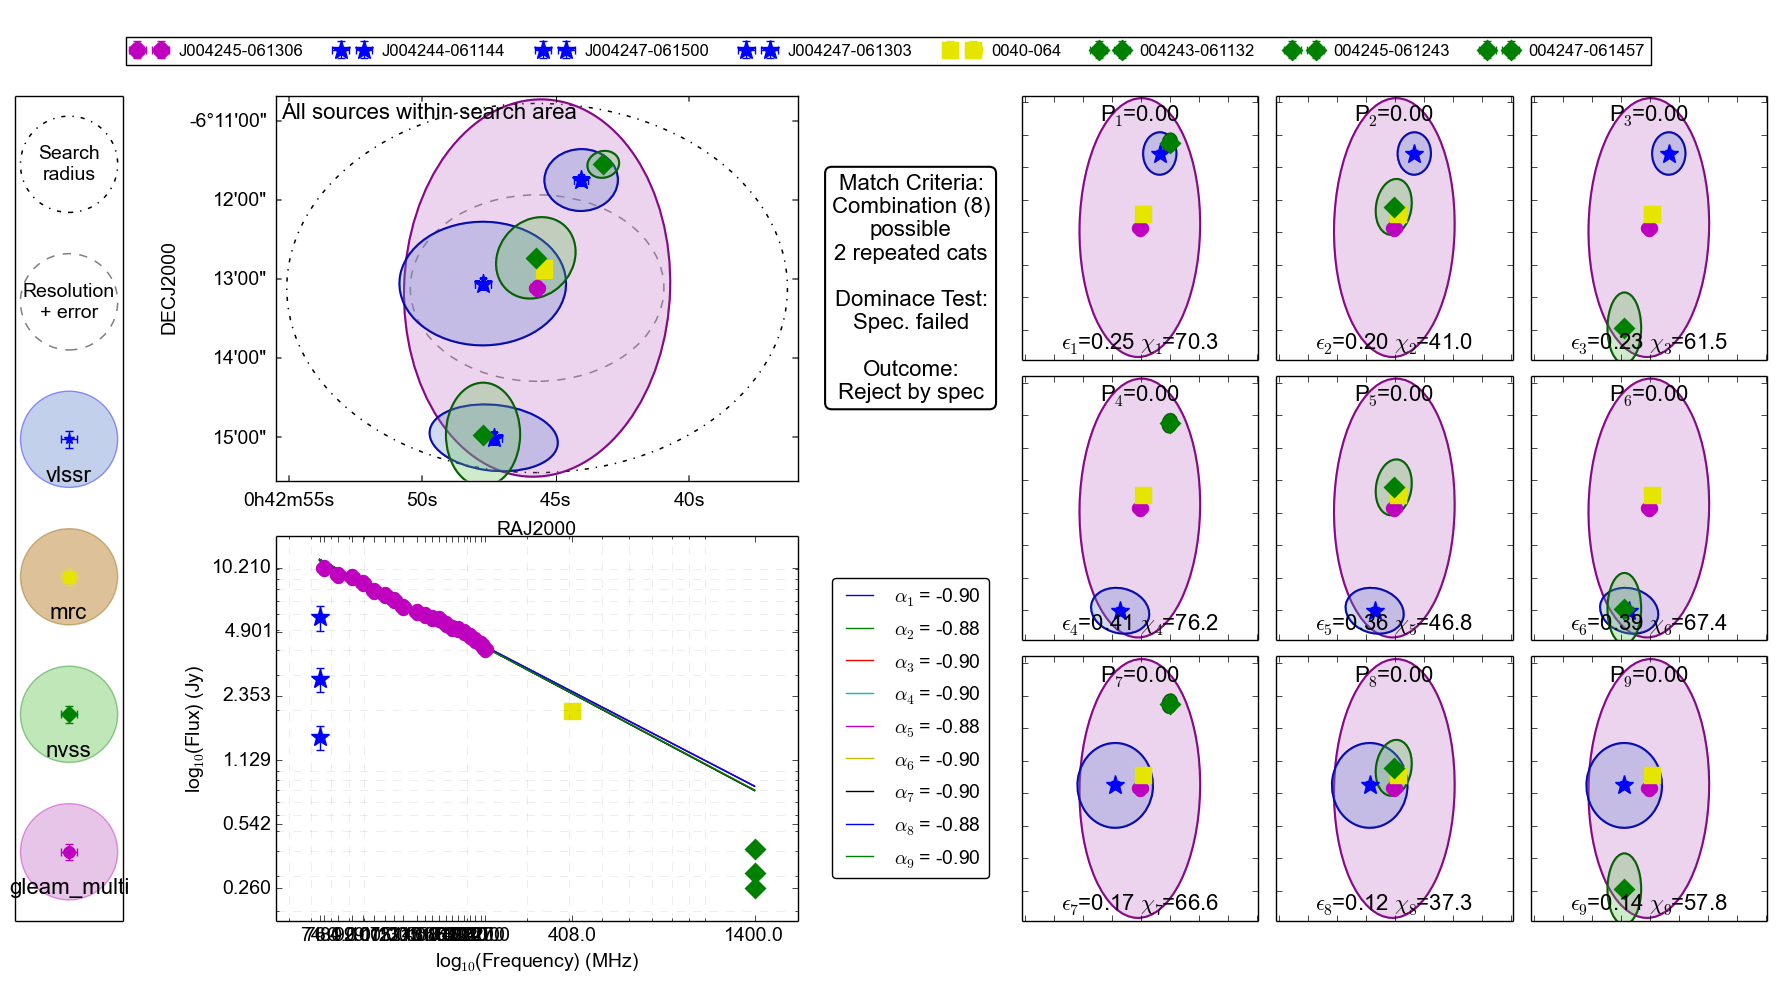 J004245-061306 J004244-061144 J004247-061500 J004247-061303 0040-064 004243-061132 004245-061243 004247-061457
Search
radius
Resolution
+ error
vlssr
mrc
nvss
gleam_multi
All sources within search area
DECJ2000
-6°11'00"
12'00"
13'00"
14'00"
15'00"
0h42m55s 50s 45s 40s
RAJ2000
Match Criteria:
Combination (8)
possible
2 repeated cats
Dominace Test:
Spec. failed
Outcome:
Reject by spec
log₁₀(Flux) (Jy)
10.210
4.901
2.353
1.129
0.542
0.260
408.0 1400.0
log₁₀(Frequency) (MHz)
α₁ = -0.90
α₂ = -0.88
α₃ = -0.90
α₄ = -0.90
α₅ = -0.88
α₆ = -0.90
α₇ = -0.90
α₈ = -0.88
α₉ = -0.90
P₁=0.00
ϵ₁=0.25 χ₁=70.3
P₂=0.00
ϵ₂=0.20 χ₂=41.0
P₃=0.00
ϵ₃=0.23 χ₃=61.5
P₄=0.00
ϵ₄=0.41 χ₄=76.2
P₅=0.00
ϵ₅=0.36 χ₅=46.8
P₆=0.00
ϵ₆=0.39 χ₆=67.4
P₇=0.00
ϵ₇=0.17 χ₇=66.6
P₈=0.00
ϵ₈=0.12 χ₈=37.3
P₉=0.00
ϵ₉=0.14 χ₉=57.8